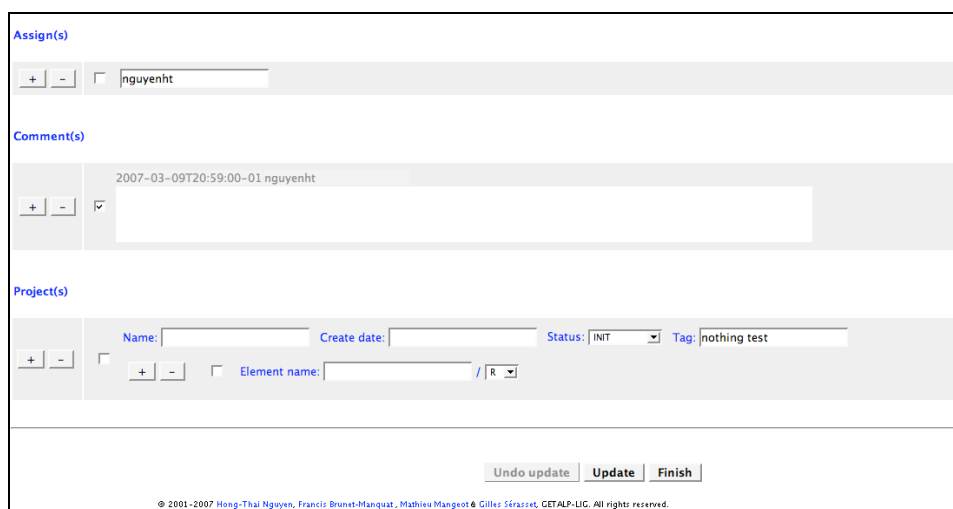 Assign(s)
+ - nguyenht
Comment(s)
2007-03-09T20:59:00-01 nguyenht
+ -
Project(s)
Name: Create date: Status: INIT Tag: nothing test
+ -
+ - Element name: / R
Undo update Update Finish
© 2001-2007 Hong-Thai Nguyen, Francis Brunet-Manquat, Mathieu Mangeot & Gilles Sérasset, GETALP-LIG. All rights reserved.